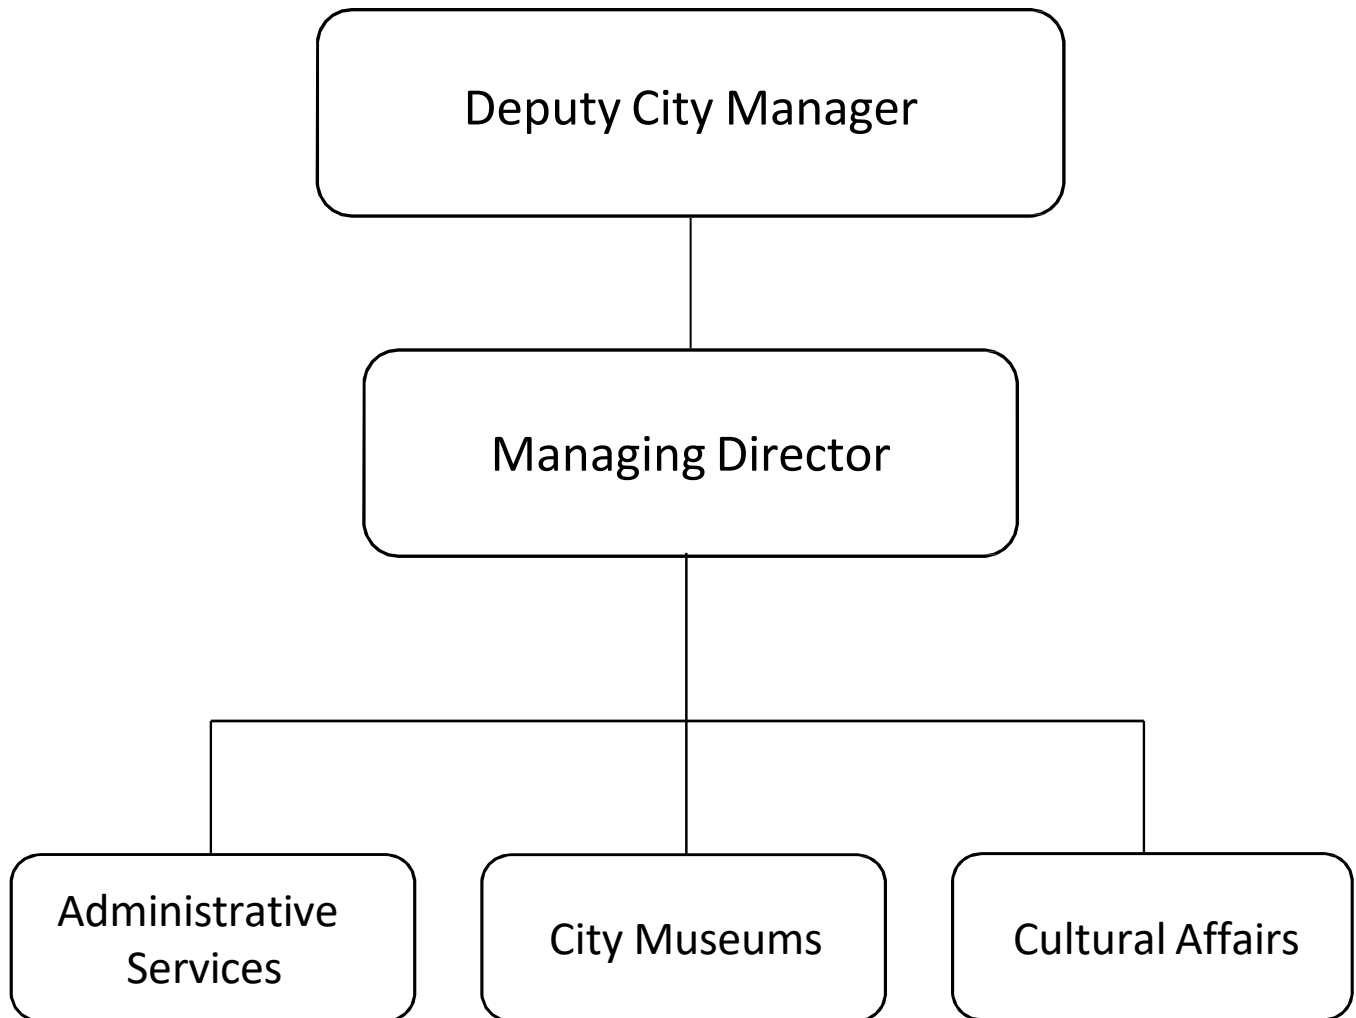 Deputy City Manager
Managing Director
Administrative
Services
City Museums
Cultural Affairs